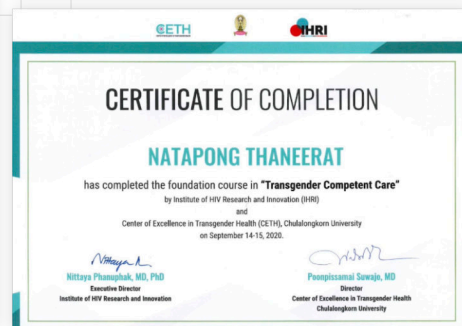 CETH
IHRI
CERTIFICATE OF COMPLETION
NATAPONG THANEERAT
has completed the foundation course in "Transgender Competent Care"
by Institute of HIV Research and Innovation (IHRI)
and
Center of Excellence in Transgender Health (CETH), Chulalongkorn University
on September 14-15, 2020.
Nittaya Phanuphak, MD, PhD
Executive Director
Institute of HIV Research and Innovation
Poonpissamai Suwajo, MD
Director
Center of Excellence in Transgender Health
Chulalongkorn University